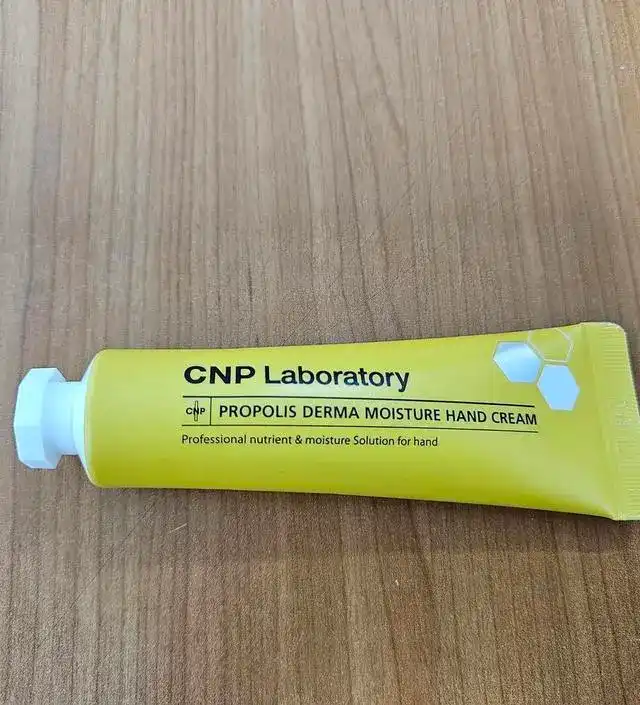 CNP Laboratory
CNP PROPOLIS DERMA MOISTURE HAND CREAM
Professional nutrient & moisture Solution for hand